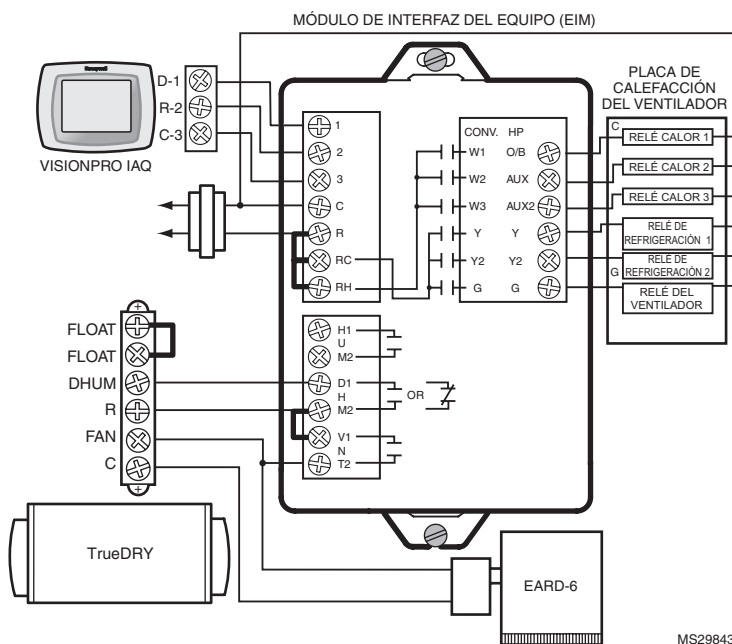 MÓDULO DE INTERFAZ DEL EQUIPO (EIM)
Honeywell
VISIONPRO IAQ
D-1
R-2
C-3
1
2
3
C
R
RC
RH
CONV. HP
W1 O/B
W2 AUX
W3 AUX2
Y Y
Y2 Y2
G G
PLACA DE
CALEFACCIÓN
DEL VENTILADOR
C
RELÉ CALOR 1
RELÉ CALOR 2
RELÉ CALOR 3
RELÉ DE
REFRIGERACIÓN 1
RELÉ DE
G REFRIGERACIÓN 2
RELÉ DEL
VENTILADOR
FLOAT
FLOAT
DHUM
R
FAN
C
H1
U
M2
D1
H
M2
V1
N
T2
OR
TrueDRY
EARD-6
MS29843